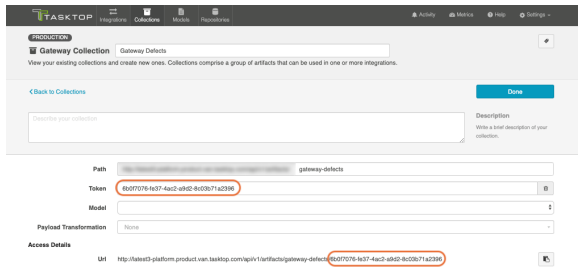 TASKTOP
Integrations Collections Models Repositories
Activity Metrics Help Settings
PRODUCTION
Gateway Collection Gateway Defects
View your existing collections and create new ones. Collections comprise a group of artifacts that can be used in one or more integrations.
Back to Collections
Done
Describe your collection
Description
Write a brief description of your
collection.
Path gateway-defects
Token 6b0f7076-fe37-4ac2-a9d2-8c03b71a2396
Model
Payload Transformation None
Access Details
Url http://latest3-platform.product.van.tasktop.com/api/v1/artifacts/gateway-defects/6b0f7076-fe37-4ac2-a9d2-8c03b71a2396